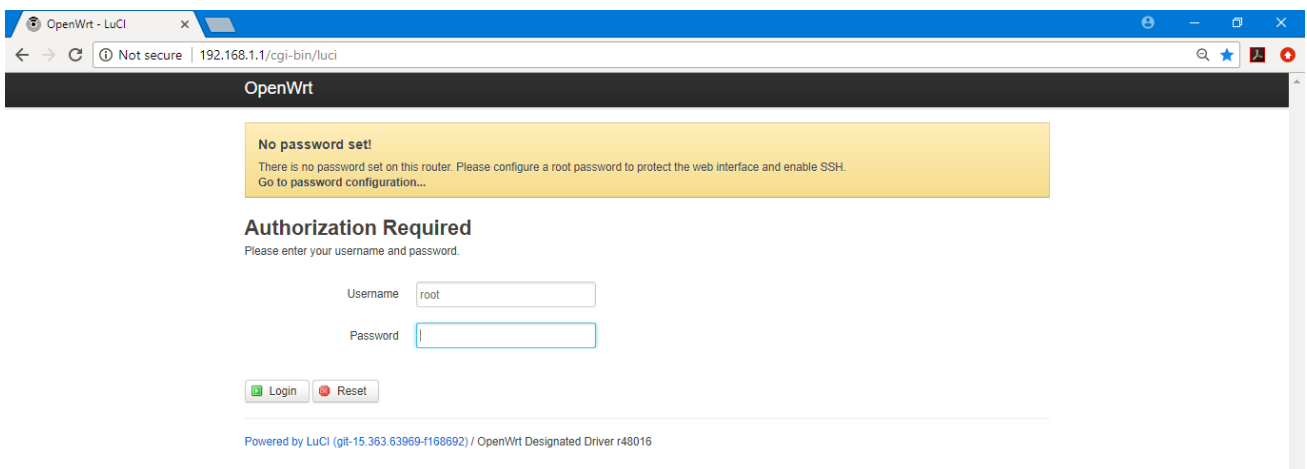 OpenWrt - LuCI
Not secure | 192.168.1.1/cgi-bin/luci
OpenWrt
No password set!
There is no password set on this router. Please configure a root password to protect the web interface and enable SSH.
Go to password configuration...
Authorization Required
Please enter your username and password.
Username root
Password
Login Reset
Powered by LuCI (git-15.363.63969-f168692) / OpenWrt Designated Driver r48016